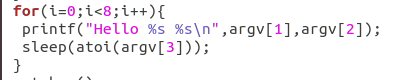 for(i=0;i<8;i++){
printf("Hello %s %s\n",argv[1],argv[2]);
sleep(atoi(argv[3]));
}